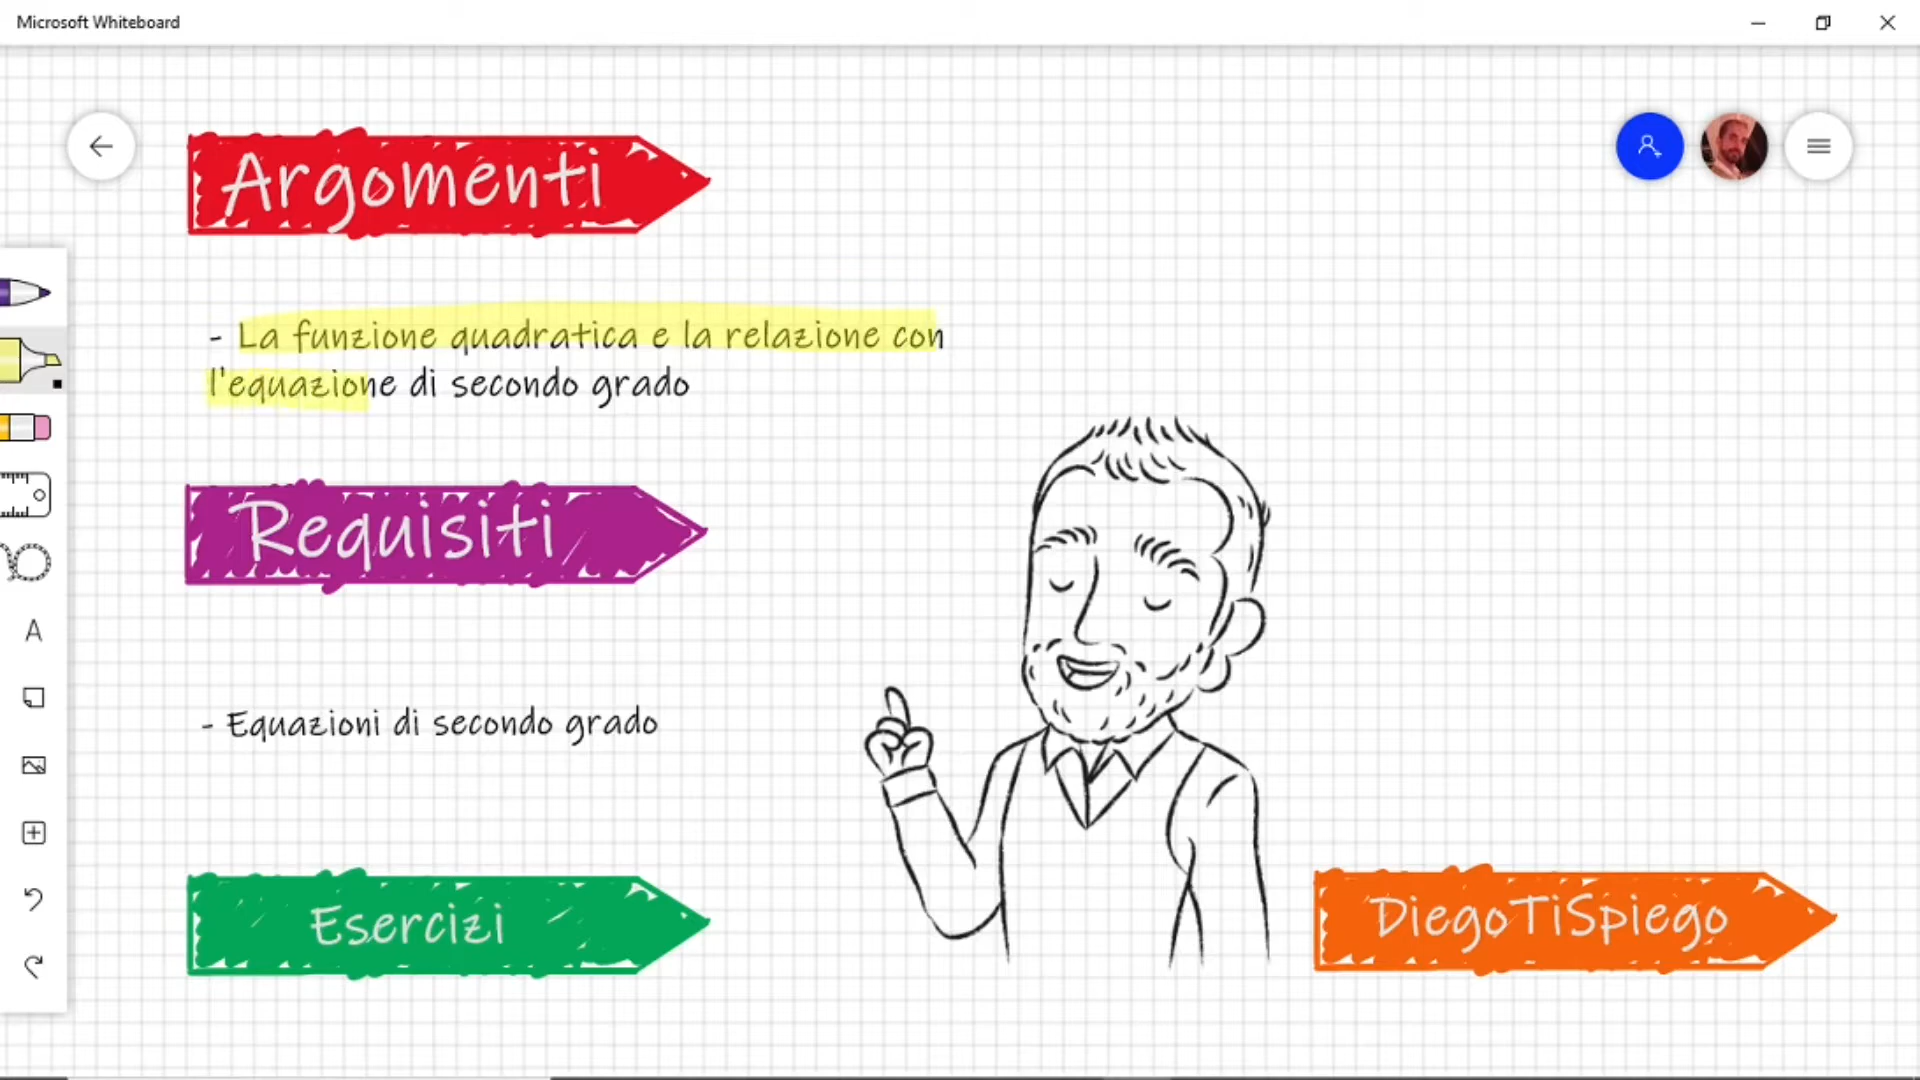 Microsoft Whiteboard
Argomenti
- La funzione quadratica e la relazione con
l'equazione di secondo grado
Requisiti
A
- Equazioni di secondo grado
Esercizi
DiegoTiSpiego